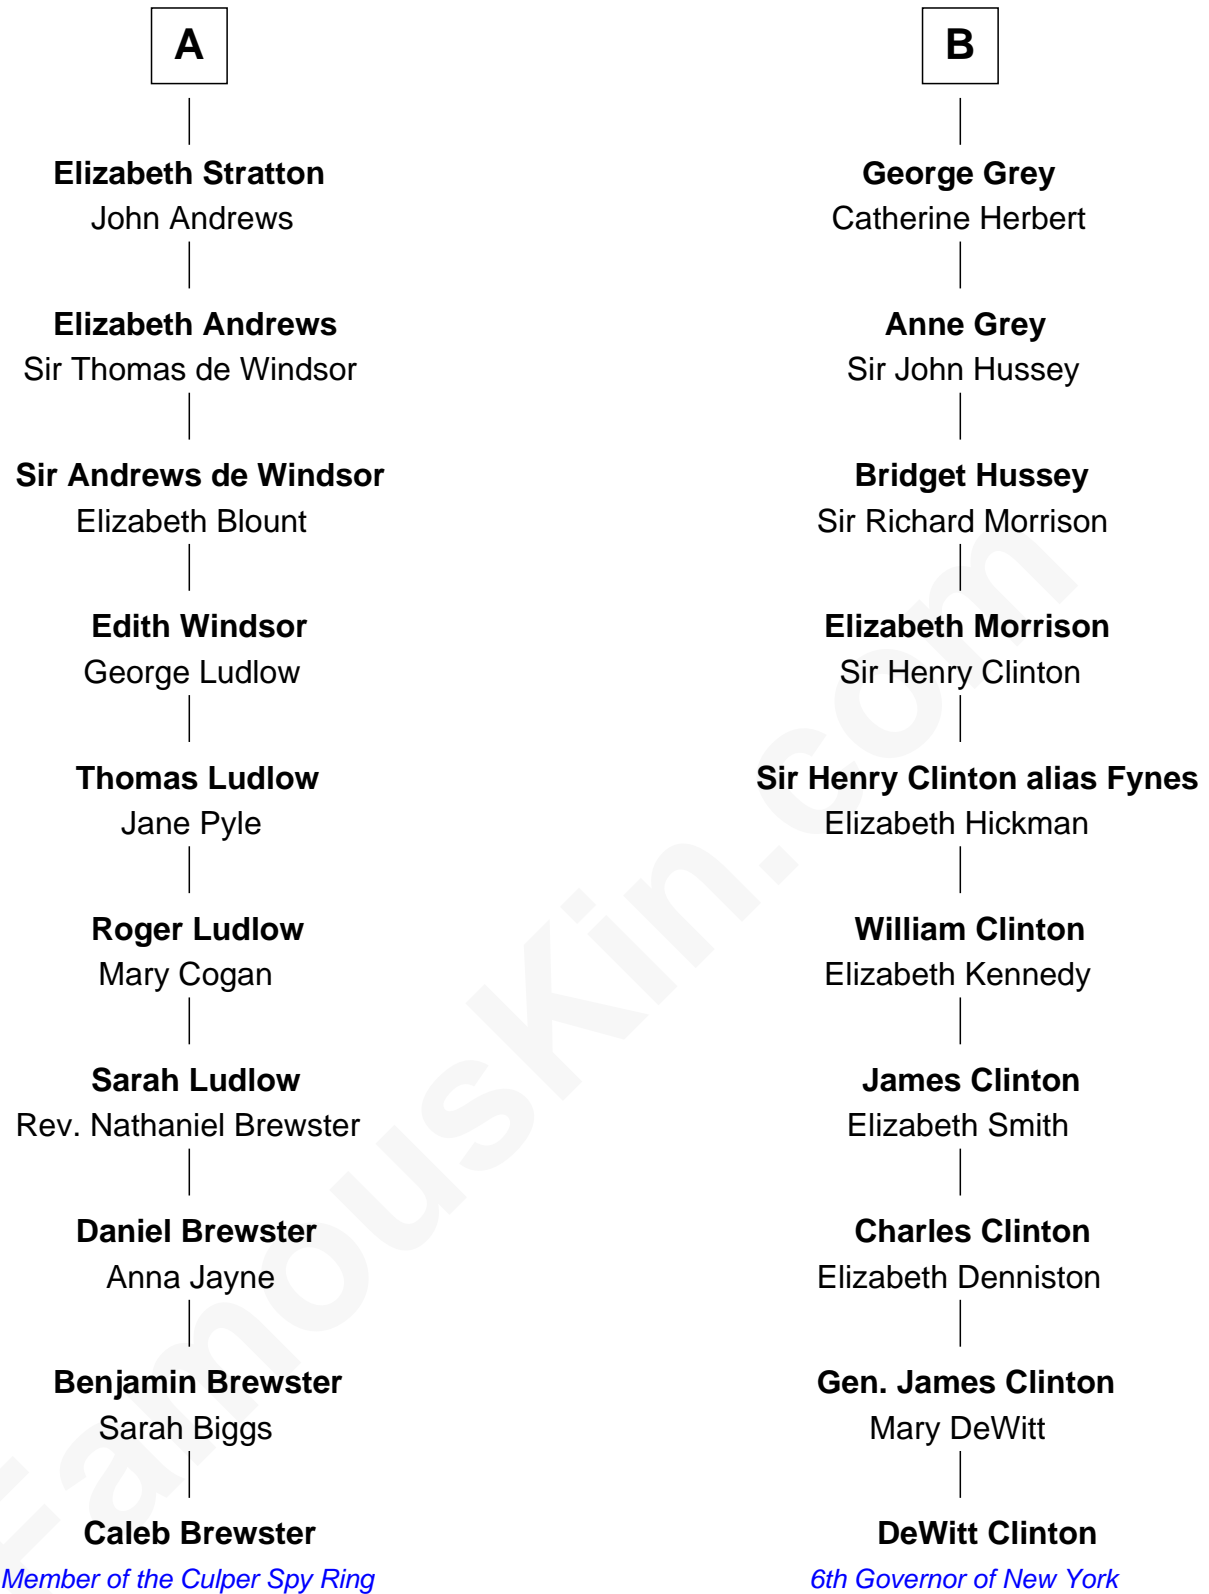 A
Elizabeth Stratton
John Andrews
Elizabeth Andrews
Sir Thomas de Windsor
Sir Andrews de Windsor
Elizabeth Blount
Edith Windsor
George Ludlow
Thomas Ludlow
Jane Pyle
Roger Ludlow
Mary Cogan
Sarah Ludlow
Rev. Nathaniel Brewster
Daniel Brewster
Anna Jayne
Benjamin Brewster
Sarah Biggs
Caleb Brewster
Member of the Culper Spy Ring
B
George Grey
Catherine Herbert
Anne Grey
Sir John Hussey
Bridget Hussey
Sir Richard Morrison
Elizabeth Morrison
Sir Henry Clinton
Sir Henry Clinton alias Fynes
Elizabeth Hickman
William Clinton
Elizabeth Kennedy
James Clinton
Elizabeth Smith
Charles Clinton
Elizabeth Denniston
Gen. James Clinton
Mary DeWitt
DeWitt Clinton
6th Governor of New York
FamousKin.com